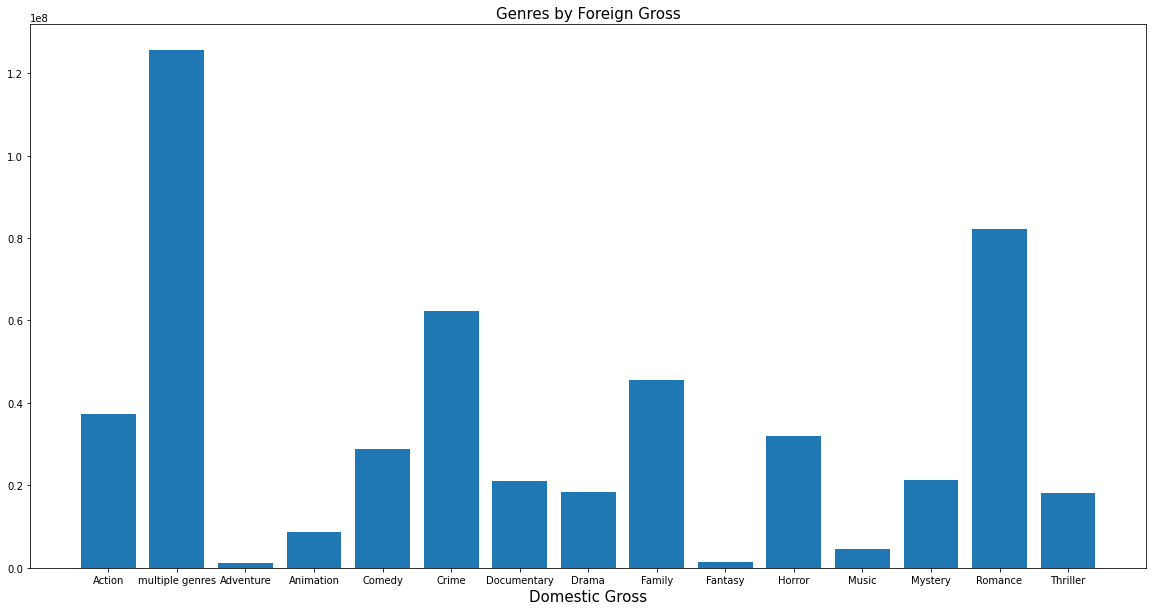 Genres by Foreign Gross
1e8
1.2
1.0
0.8
0.6
0.4
0.2
0.0
Action multiple genres Adventure Animation Comedy Crime Documentary Drama Family Fantasy Horror Music Mystery Romance Thriller
Domestic Gross